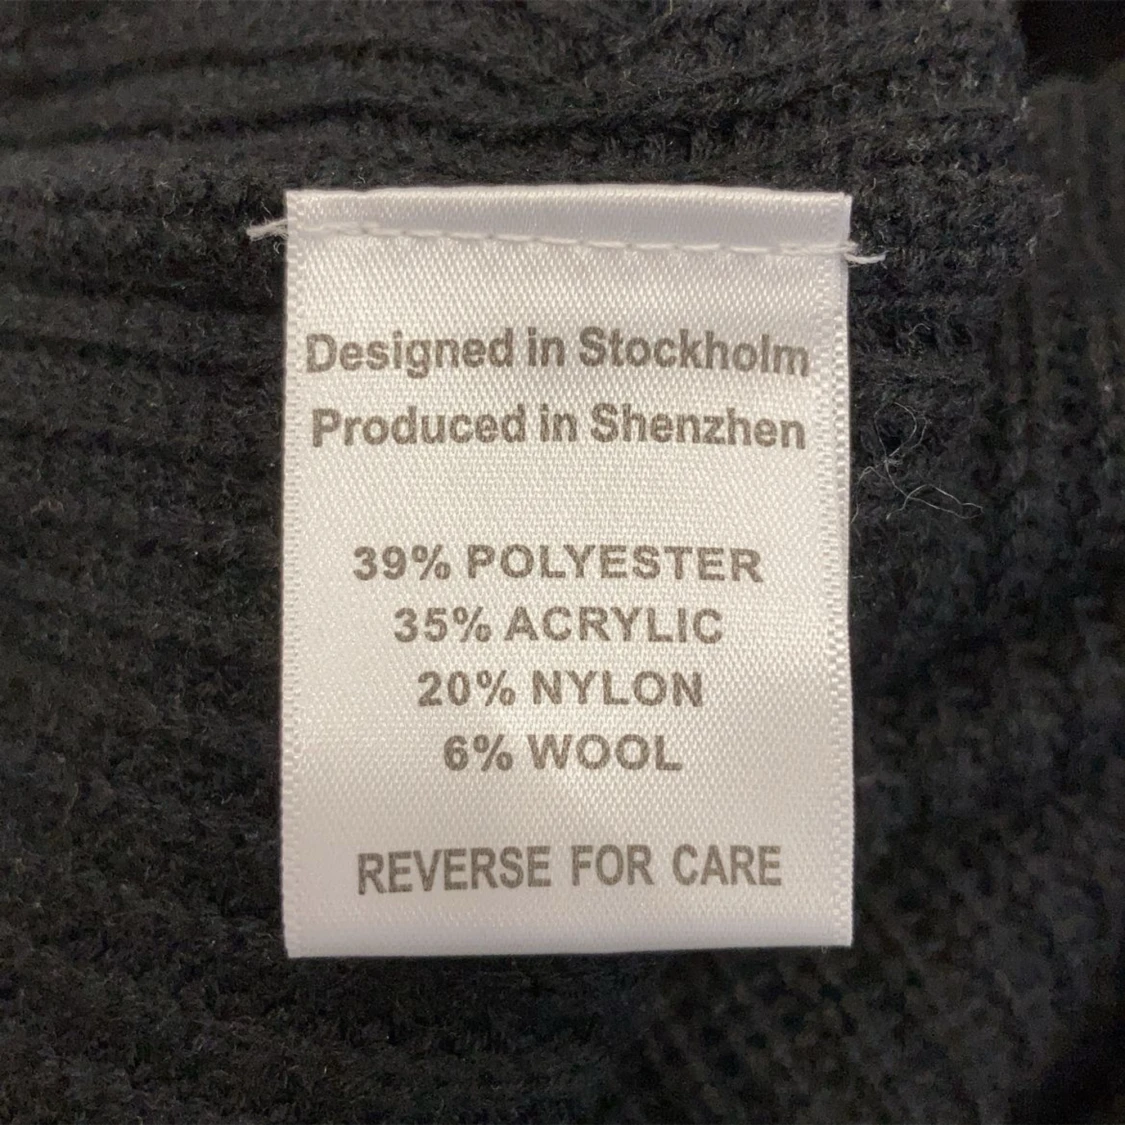 Designed in Stockholm
Produced in Shenzhen
39% POLYESTER
35% ACRYLIC
20% NYLON
6% WOOL
REVERSE FOR CARE